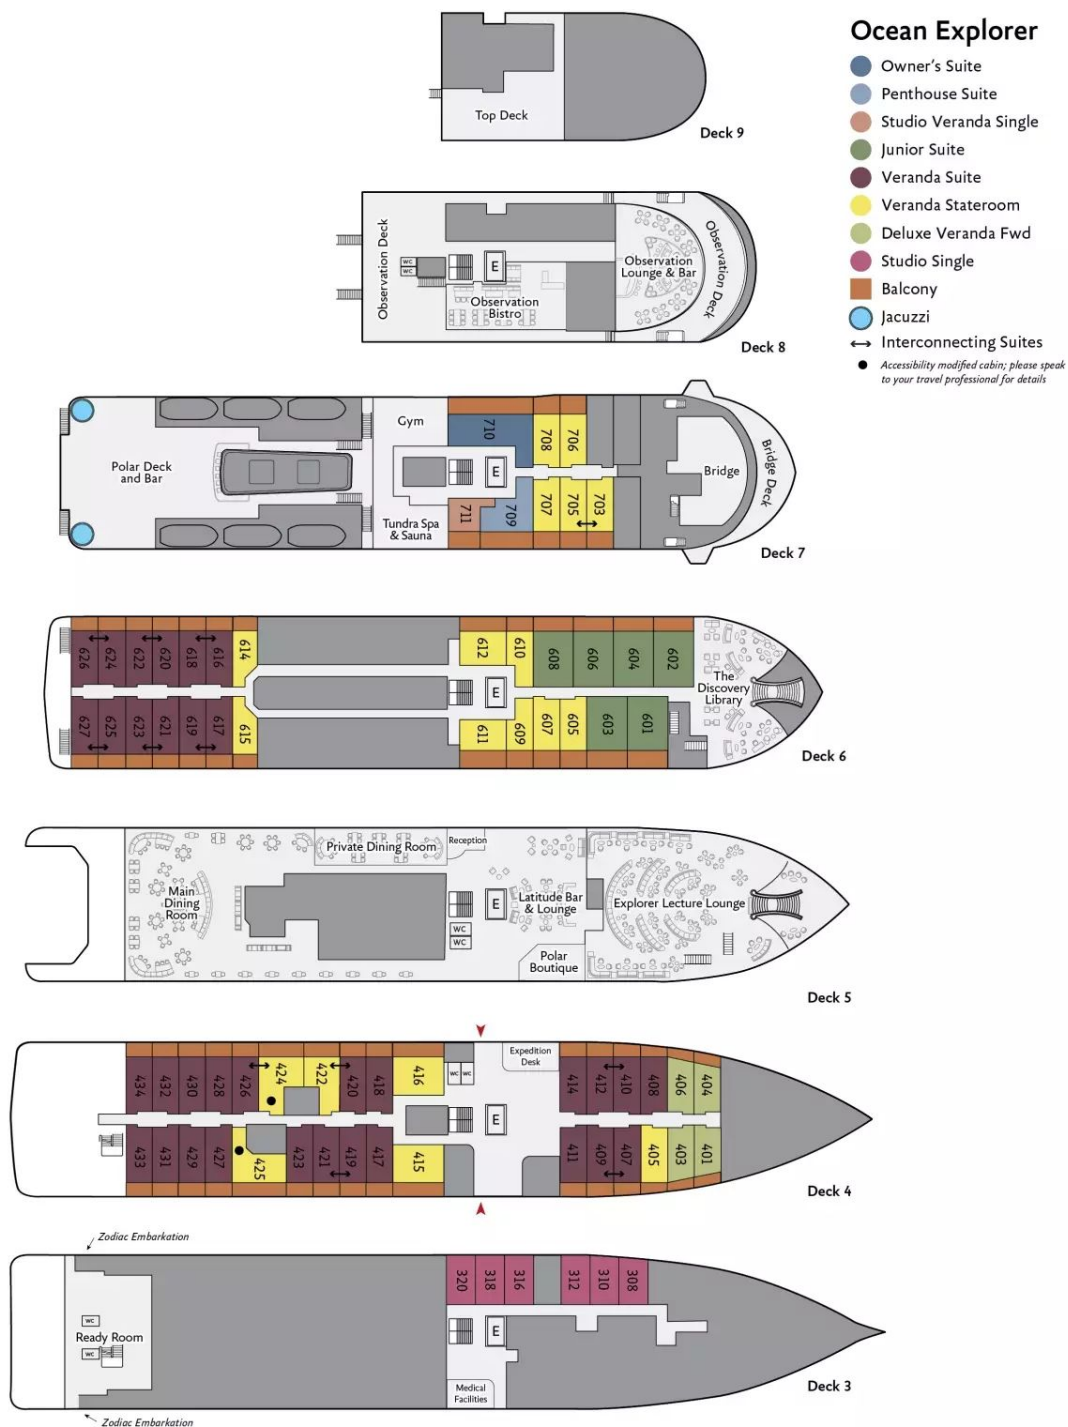 Ocean Explorer
Owner's Suite
Penthouse Suite
Studio Veranda Single
Junior Suite
Veranda Suite
Veranda Stateroom
Deluxe Veranda Fwd
Studio Single
Balcony
Jacuzzi
Interconnecting Suites
Accessibility modified cabin; please speak
to your travel professional for details
Top Deck
Deck 9
Observation Deck
WC
WC
E
Observation
Lounge & Bar
Observation Deck
Observation
Bistro
Deck 8
Gym
710
708
706
Polar Deck
and Bar
E
Bridge
Bridge Deck
Tundra Spa
& Sauna
711
709
707
705
703
Deck 7
626
624
622
620
618
616
614
612
610
608
606
604
602
E
The
Discovery
Library
627
625
623
621
619
617
615
611
609
607
605
603
601
Deck 6
Private Dining Room
Reception
Main
Dining
Room
E
Latitude Bar
& Lounge
Explorer Lecture Lounge
WC
WC
Polar
Boutique
Deck 5
Expedition
Desk
434
432
430
428
426
424
422
420
418
416
WC
WC
414
412
410
408
406
404
E
433
431
429
427
425
423
421
419
417
415
411
409
407
405
403
401
Deck 4
Zodiac Embarkation
320
318
316
312
310
308
WC
Ready Room
WC
E
Medical
Facilities
Deck 3
Zodiac Embarkation